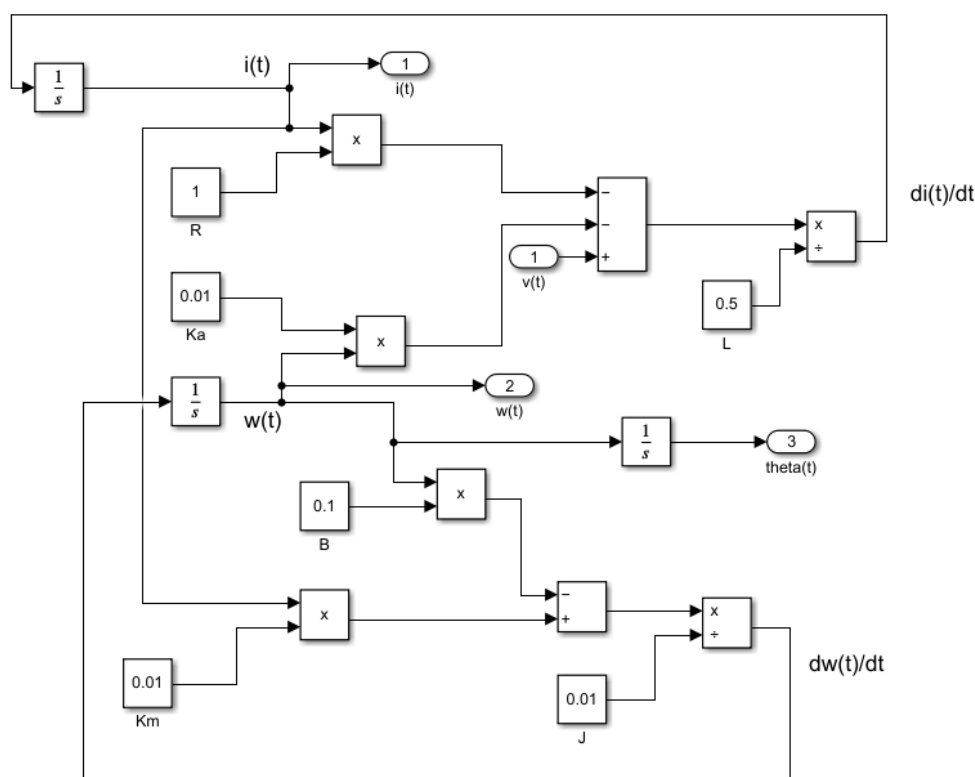 i(t)
1
i(t)
1
s
x
1
R
−
−
+
1
v(t)
di(t)/dt
x
÷
0.01
Ka
0.5
L
x
1
s
w(t)
2
w(t)
1
s
3
theta(t)
x
0.1
B
−
+
x
x
÷
dw(t)/dt
0.01
Km
0.01
J